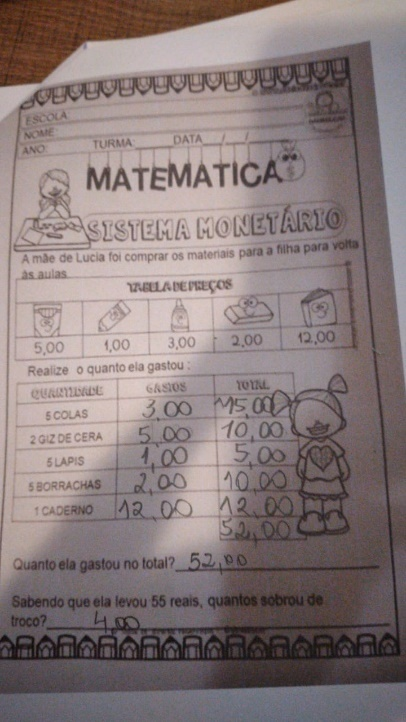 ESCOLA:
NOME:
ANO: TURMA: DATA / /
MATEMATICA
SISTEMA MONETÁRIO
A mãe de Lucia foi comprar os materiais para a filha para volta
às aulas
TABELA DE PREÇOS
5,00 1,00 3,00 2,00 12,00
Realize o quanto ela gastou :
QUANTIDADE GASTOS TOTAL
5 COLAS 3,00 15,00
2 GIZ DE CERA 5,00 10,00
5 LAPIS 1,00 5,00
5 BORRACHAS 2,00 10,00
1 CADERNO 12,00 12,00
52,00
Quanto ela gastou no total? 52,00
Sabendo que ela levou 55 reais, quantos sobrou de
troco? 4,00